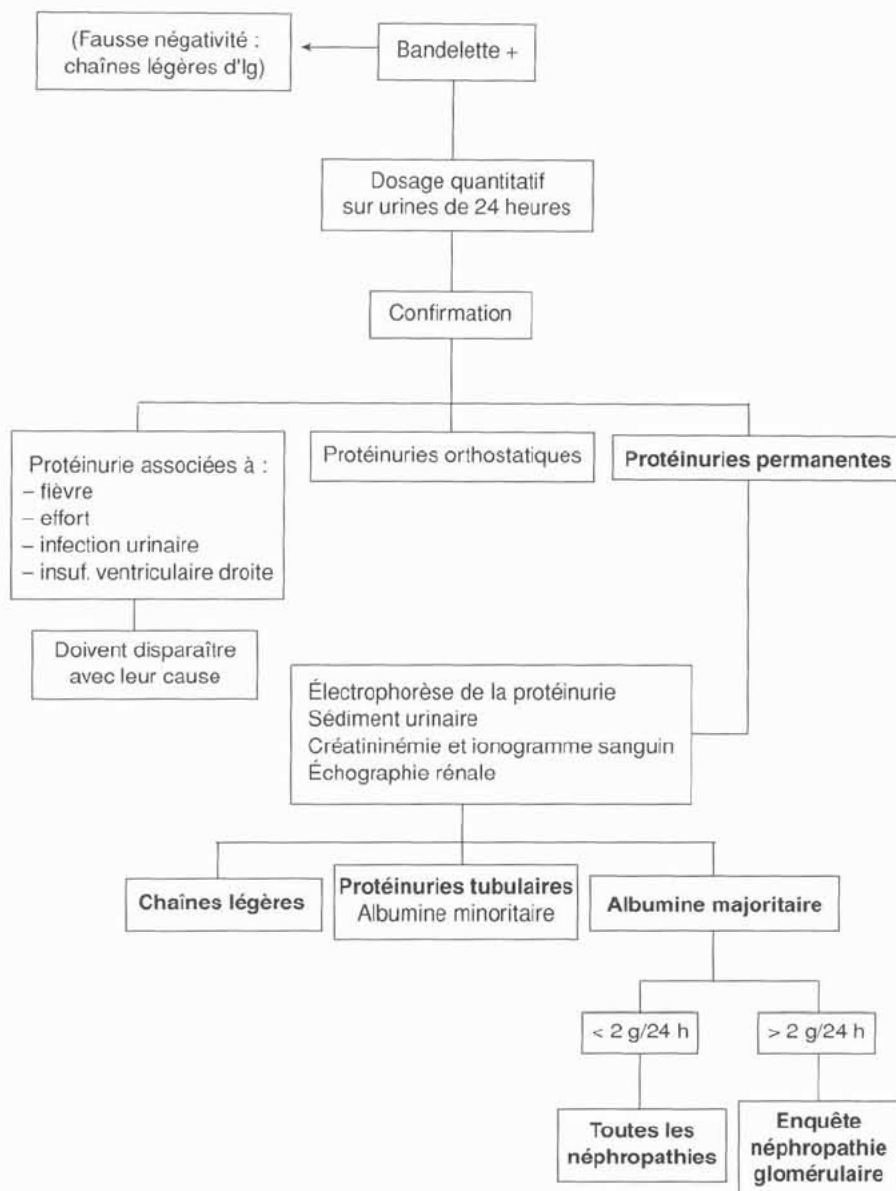 (Fausse négativité :
chaînes légères d'Ig)
Bandelette +
Dosage quantitatif
sur urines de 24 heures
Confirmation
Protéinurie associées à :
– fièvre
– effort
– infection urinaire
– insuf. ventriculaire droite
Protéinuries orthostatiques
Protéinuries permanentes
Doivent disparaître
avec leur cause
Électrophorèse de la protéinurie
Sédiment urinaire
Créatininémie et ionogramme sanguin
Échographie rénale
Chaînes légères
Protéinuries tubulaires
Albumine minoritaire
Albumine majoritaire
< 2 g/24 h
> 2 g/24 h
Toutes les
néphropathies
Enquête
néphropathie
glomérulaire